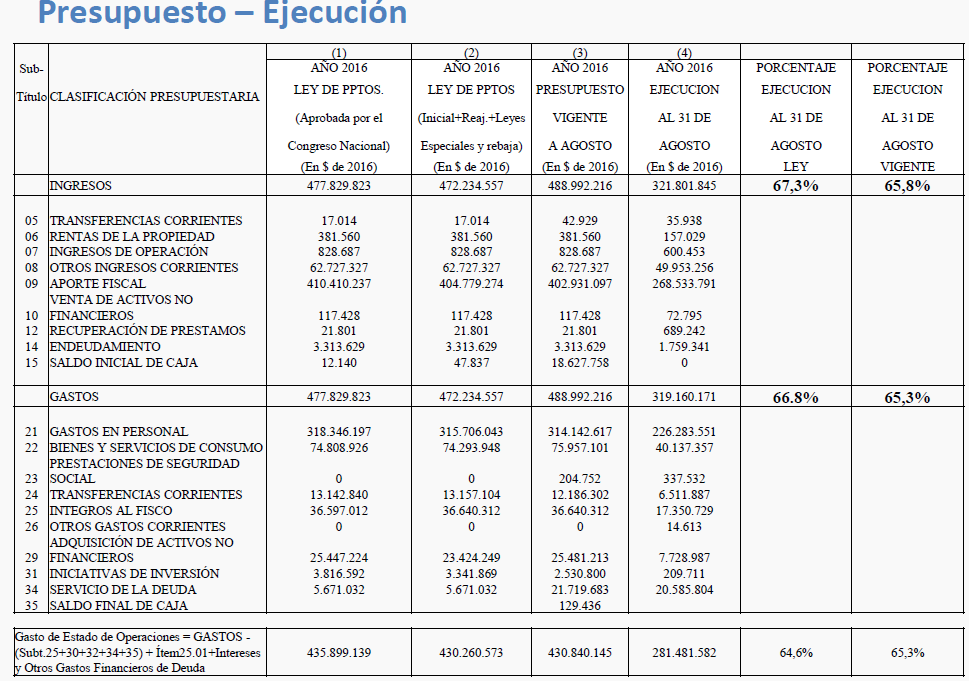 Presupuesto – Ejecución
(1) (2) (3) (4)
Sub- AÑO 2016 AÑO 2016 AÑO 2016 AÑO 2016 PORCENTAJE PORCENTAJE
Título CLASIFICACIÓN PRESUPUESTARIA LEY DE PPTOS. LEY DE PPTOS PRESUPUESTO EJECUCION EJECUCION EJECUCION
(Aprobada por el (Inicial+Reaj.+Leyes VIGENTE AL 31 DE AL 31 DE AL 31 DE
Congreso Nacional) Especiales y rebaja) A AGOSTO AGOSTO AGOSTO AGOSTO
(En $ de 2016) (En $ de 2016) (En $ de 2016) (En $ de 2016) LEY VIGENTE
INGRESOS 477.829.823 472.234.557 488.992.216 321.801.845 67,3% 65,8%
05 TRANSFERENCIAS CORRIENTES 17.014 17.014 42.929 35.938
06 RENTAS DE LA PROPIEDAD 381.560 381.560 381.560 157.029
07 INGRESOS DE OPERACIÓN 828.687 828.687 828.687 600.453
08 OTROS INGRESOS CORRIENTES 62.727.327 62.727.327 62.727.327 49.953.256
09 APORTE FISCAL 410.410.237 404.779.274 402.931.097 268.533.791
VENTA DE ACTIVOS NO
10 FINANCIEROS 117.428 117.428 117.428 72.795
12 RECUPERACIÓN DE PRESTAMOS 21.801 21.801 21.801 689.242
14 ENDEUDAMIENTO 3.313.629 3.313.629 3.313.629 1.759.341
15 SALDO INICIAL DE CAJA 12.140 47.837 18.627.758 0
GASTOS 477.829.823 472.234.557 488.992.216 319.160.171 66.8% 65,3%
21 GASTOS EN PERSONAL 318.346.197 315.706.043 314.142.617 226.283.551
22 BIENES Y SERVICIOS DE CONSUMO 74.808.926 74.293.948 75.957.101 40.137.357
PRESTACIONES DE SEGURIDAD
23 SOCIAL 0 0 204.752 337.532
24 TRANSFERENCIAS CORRIENTES 13.142.840 13.157.104 12.186.302 6.511.887
25 INTEGROS AL FISCO 36.597.012 36.640.312 36.640.312 17.350.729
26 OTROS GASTOS CORRIENTES 0 0 0 14.613
ADQUISICIÓN DE ACTIVOS NO
29 FINANCIEROS 25.447.224 23.424.249 25.481.213 7.728.987
31 INICIATIVAS DE INVERSIÓN 3.816.592 3.341.869 2.530.800 209.711
34 SERVICIO DE LA DEUDA 5.671.032 5.671.032 21.719.683 20.585.804
35 SALDO FINAL DE CAJA 129.436
Gasto de Estado de Operaciones = GASTOS -
(Subt.25+30+32+34+35) + Ítem25.01+Intereses 435.899.139 430.260.573 430.840.145 281.481.582 64,6% 65,3%
y Otros Gastos Financieros de Deuda